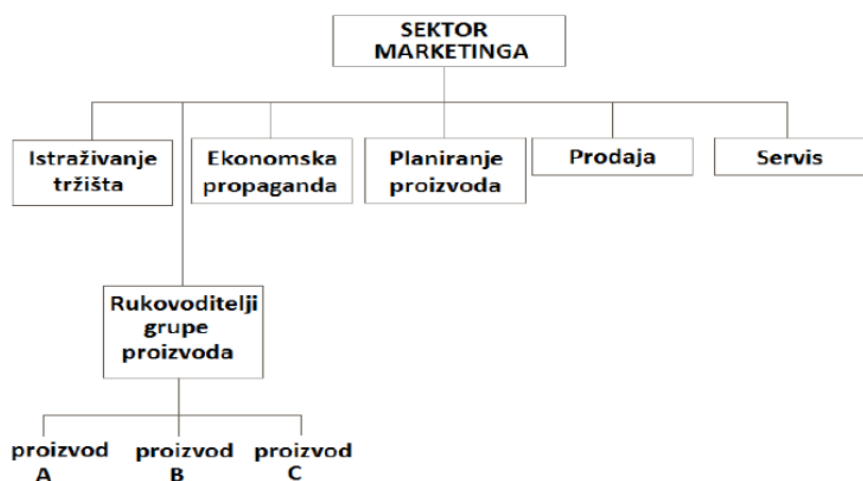 SEKTOR
MARKETINGA
Istraživanje
tržišta
Ekonomska
propaganda
Planiranje
proizvoda
Prodaja
Servis
Rukovoditelji
grupe
proizvoda
proizvod
A
proizvod
B
proizvod
C